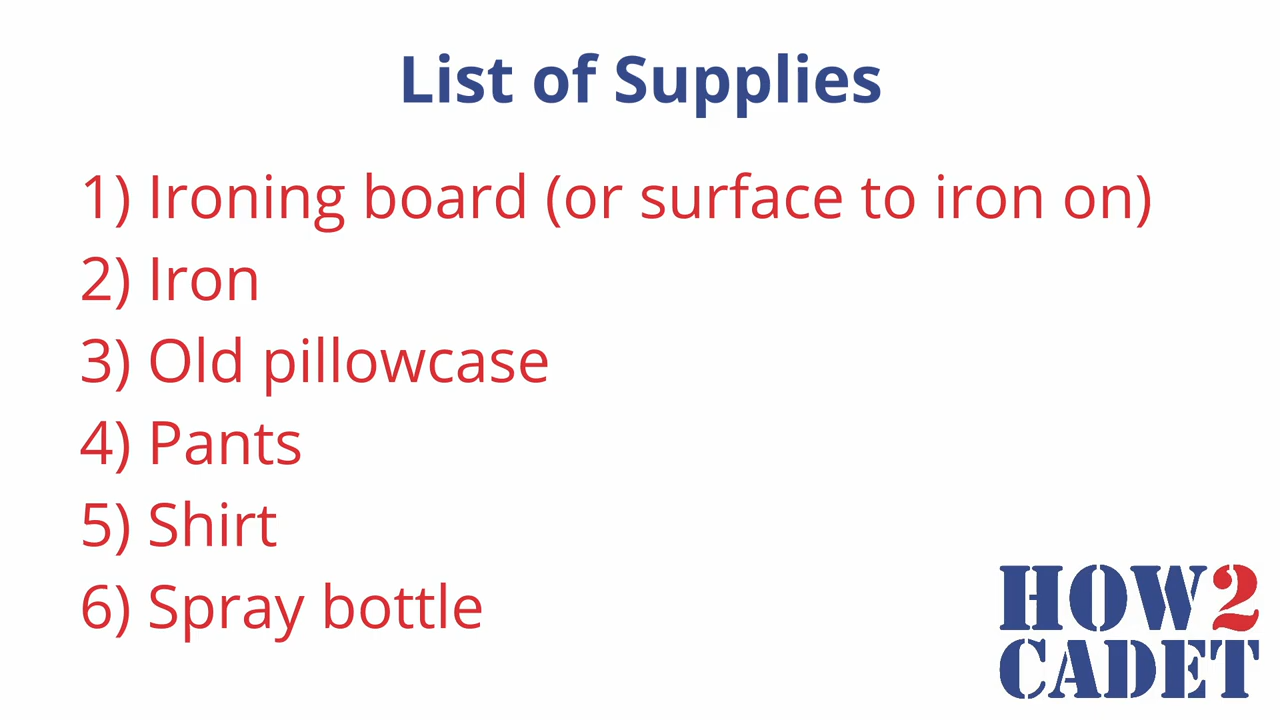 List of Supplies
1) Ironing board (or surface to iron on)
2) Iron
3) Old pillowcase
4) Pants
5) Shirt
6) Spray bottle
HOW2
CADET